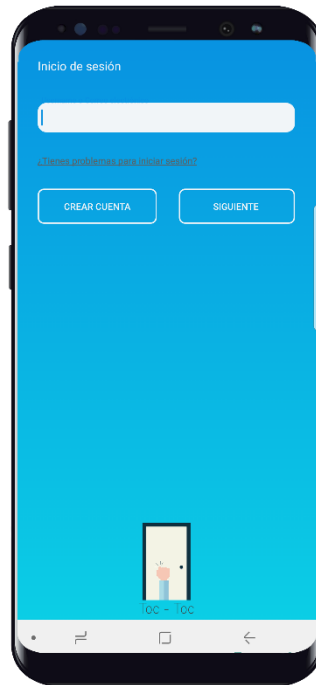 Inicio de sesión
¿Tienes problemas para iniciar sesión?
CREAR CUENTA
SIGUIENTE
Toc - Toc